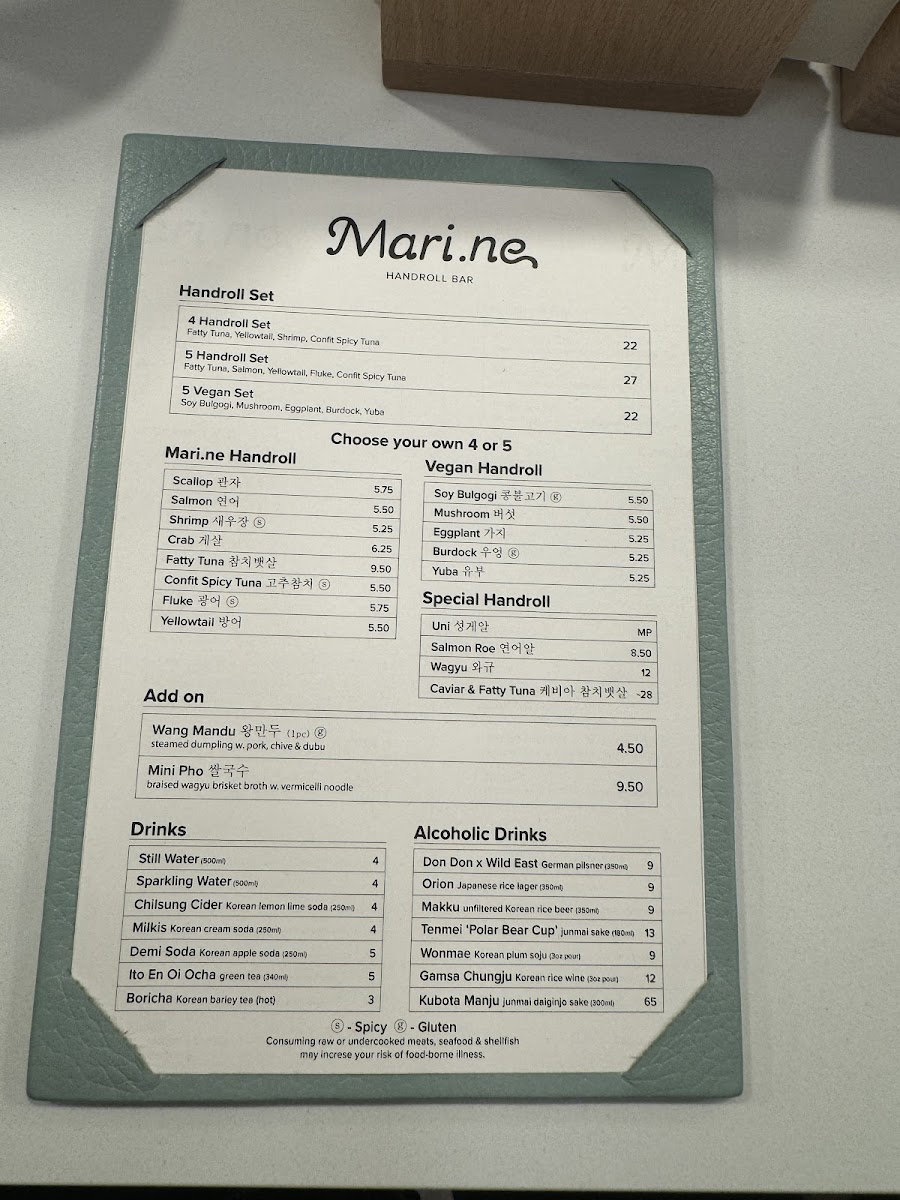 Mari.ne
HANDROLL BAR
Handroll Set
4 Handroll Set 22
Fatty Tuna, Yellowtail, Shrimp, Confit Spicy Tuna
5 Handroll Set 27
Fatty Tuna, Salmon, Yellowtail, Fluke, Confit Spicy Tuna
5 Vegan Set 22
Soy Bulgogi, Mushroom, Eggplant, Burdock, Yuba
Choose your own 4 or 5
Mari.ne Handroll
Scallop 관자 5.75
Salmon 연어 5.50
Shrimp 새우장 ⓢ 5.25
Crab 게살 6.25
Fatty Tuna 참치뱃살 9.50
Confit Spicy Tuna 고추참치 ⓢ 5.50
Fluke 광어 ⓢ 5.75
Yellowtail 방어 5.50
Vegan Handroll
Soy Bulgogi 콩불고기 ⓖ 5.50
Mushroom 버섯 5.50
Eggplant 가지 5.25
Burdock 우엉 ⓖ 5.25
Yuba 유부 5.25
Special Handroll
Uni 성게알 MP
Salmon Roe 연어알 8.50
Wagyu 와규 12
Caviar & Fatty Tuna 케비아 참치뱃살 -28
Add on
Wang Mandu 왕만두 (1pc) ⓖ 4.50
steamed dumpling w. pork, chive & dubu
Mini Pho 쌀국수 9.50
braised wagyu brisket broth w. vermicelli noodle
Drinks
Still Water (500ml) 4
Sparkling Water (500ml) 4
Chilsung Cider Korean lemon lime soda (250ml) 4
Milkis Korean cream soda (250ml) 4
Demi Soda Korean apple soda (250ml) 5
Ito En Oi Ocha green tea (340ml) 5
Boricha Korean barley tea (hot) 3
Alcoholic Drinks
Don Don x Wild East German pilsner (350ml) 9
Orion Japanese rice lager (350ml) 9
Makku unfiltered Korean rice beer (350ml) 9
Tenmei 'Polar Bear Cup' junmai sake (180ml) 13
Wonmae Korean plum soju (3oz pour) 9
Gamsa Chungju Korean rice wine (3oz pour) 12
Kubota Manju junmai daiginjo sake (300ml) 65
ⓢ - Spicy ⓖ - Gluten
Consuming raw or undercooked meats, seafood & shellfish
may increse your risk of food-borne illness.